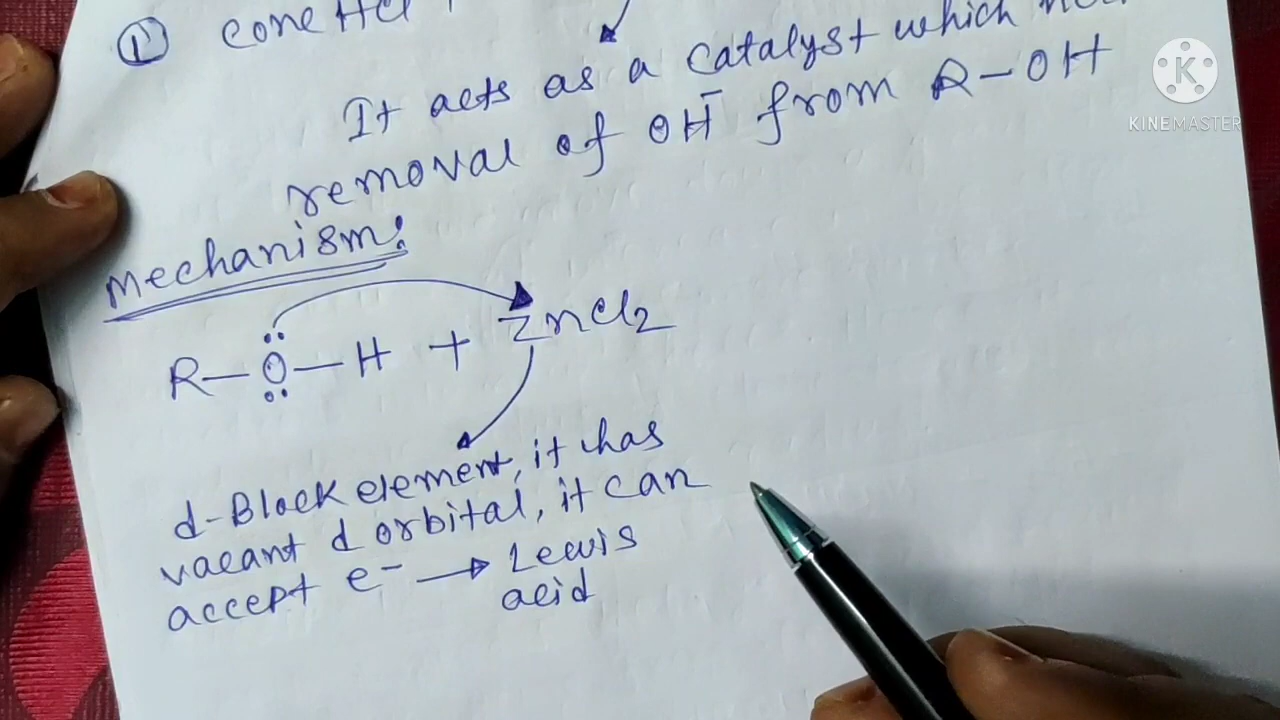 ① conc HCl
It acts as a catalyst which
removal of OH⁻ from R-OH
Mechanism:
R-O-H + ZnCl2
d-Block element, it has
vacant d orbital, it can
accept e⁻ → Lewis
acid
K
KINEMASTER